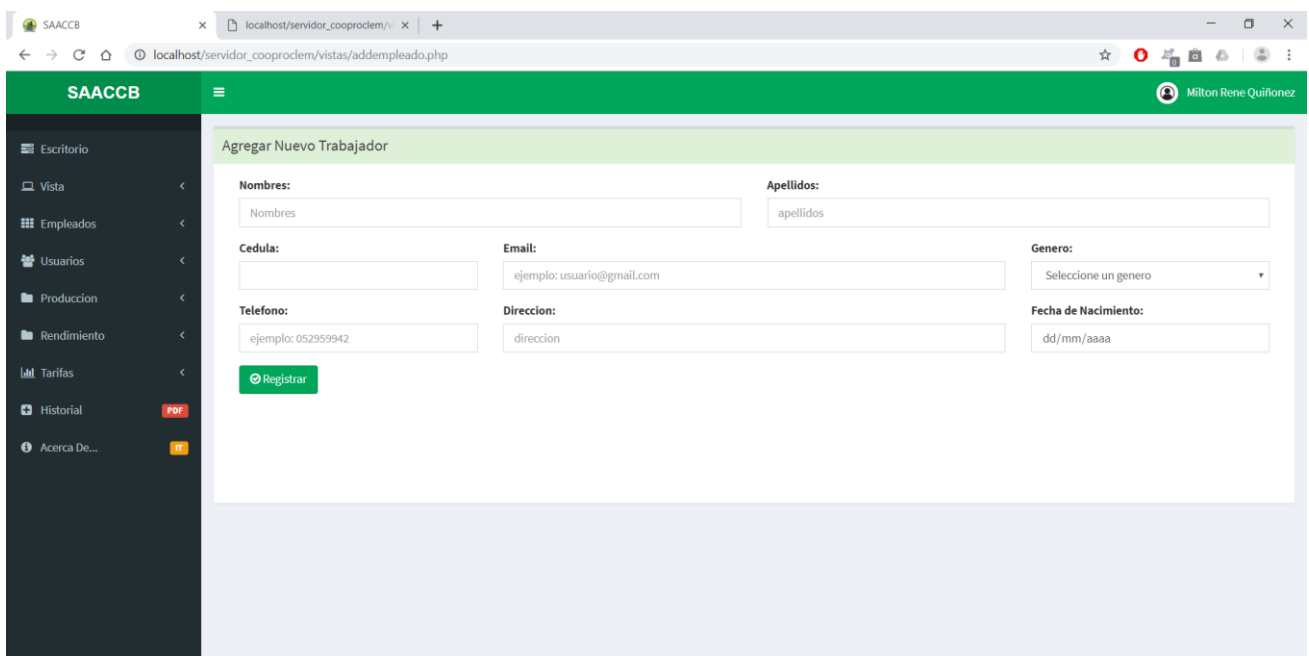 SAACCB
localhost/servidor_cooproclem/v
localhost/servidor_cooproclem/vistas/addempleado.php
SAACCB
Milton Rene Quiñonez
Escritorio
Vista
Empleados
Usuarios
Produccion
Rendimiento
Tarifas
Historial PDF
Acerca De... IT
Agregar Nuevo Trabajador
Nombres: Apellidos:
Nombres apellidos
Cedula: Email: Genero:
ejemplo: usuario@gmail.com Seleccione un genero
Telefono: Direccion: Fecha de Nacimiento:
ejemplo: 052959942 direccion dd/mm/aaaa
Registrar